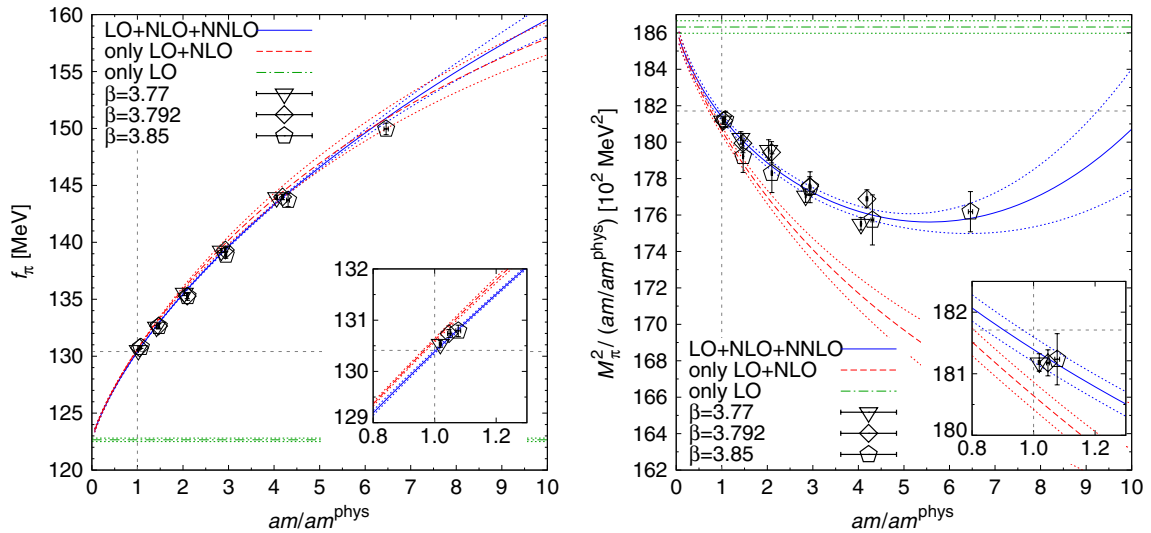 f_π [MeV]
160
155
150
145
140
135
130
125
120
LO+NLO+NNLO
only LO+NLO
only LO
β=3.77
β=3.792
β=3.85
132
131
130
129
0.8 1.0 1.2
0 1 2 3 4 5 6 7 8 9 10
am/am^phys
M_π^2/ (am/am^phys) [10^2 MeV^2]
186
184
182
180
178
176
174
172
170
168
166
164
162
LO+NLO+NNLO
only LO+NLO
only LO
β=3.77
β=3.792
β=3.85
182
181
180
0.8 1.0 1.2
0 1 2 3 4 5 6 7 8 9 10
am/am^phys